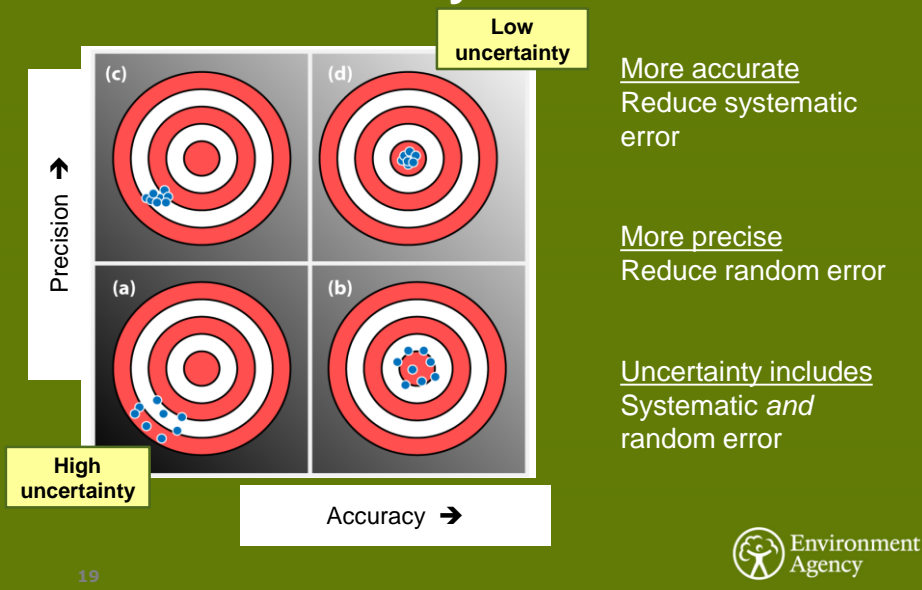 Low
uncertainty
(c)
(d)
Precision ➔
(a)
(b)
High
uncertainty
Accuracy ➔
More accurate
Reduce systematic
error
More precise
Reduce random error
Uncertainty includes
Systematic and
random error
Environment
Agency
19